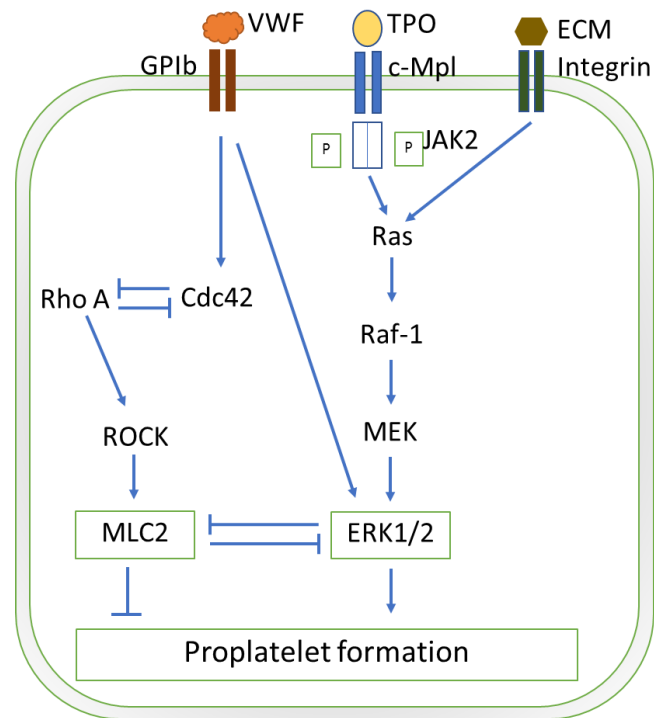 VWF
TPO
ECM
GPIb
c-Mpl
Integrin
P
P
JAK2
Ras
Rho A
Cdc42
Raf-1
ROCK
MEK
MLC2
ERK1/2
Proplatelet formation